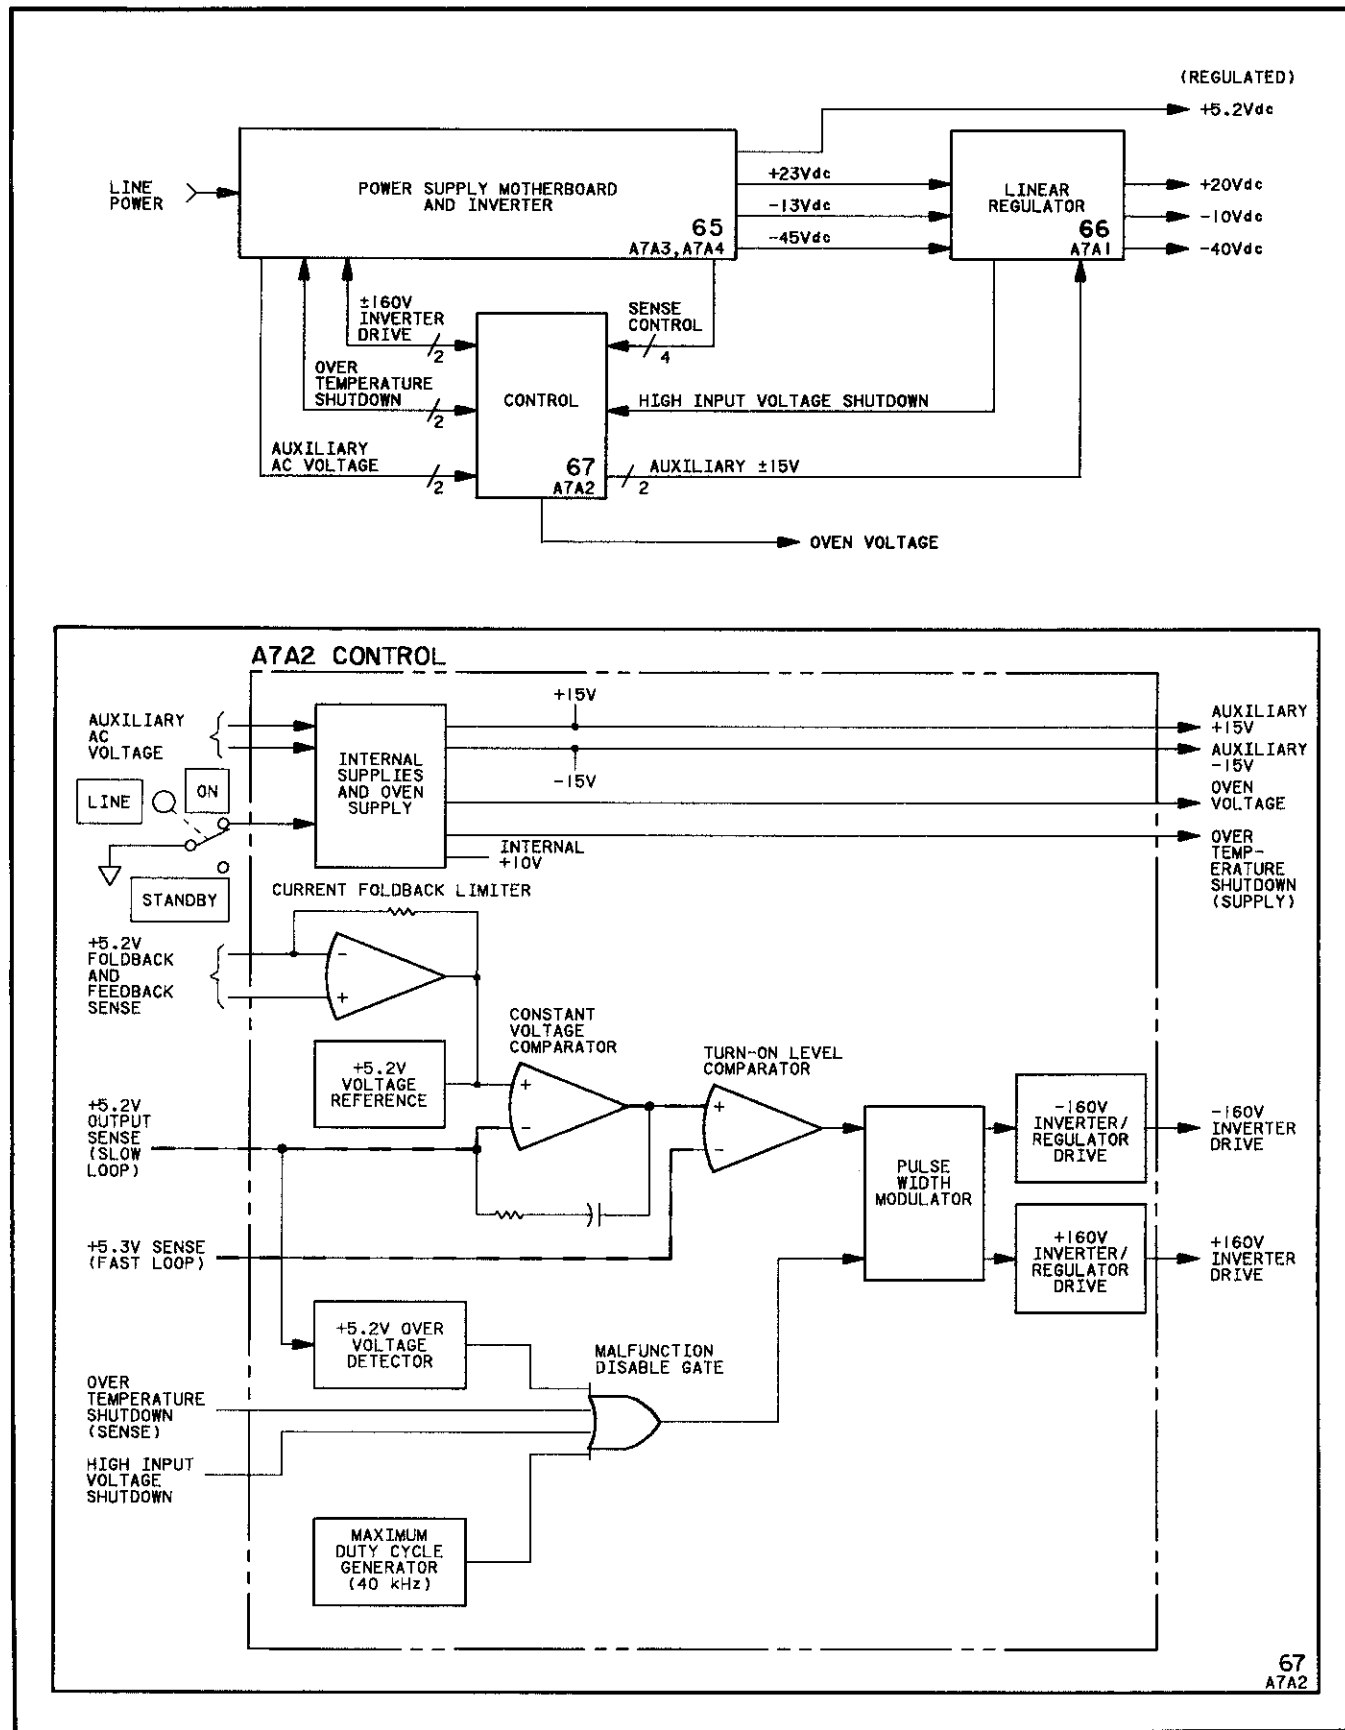 (REGULATED)
+5.2Vdc
LINE
POWER
POWER SUPPLY MOTHERBOARD
AND INVERTER
65
A7A3,A7A4
+23Vdc
-13Vdc
-45Vdc
LINEAR
REGULATOR
66
A7A1
+20Vdc
-10Vdc
-40Vdc
±160V
INVERTER
DRIVE
2
SENSE
CONTROL
4
OVER
TEMPERATURE
SHUTDOWN
2
CONTROL
67
A7A2
HIGH INPUT VOLTAGE SHUTDOWN
AUXILIARY
AC VOLTAGE
2
2
AUXILIARY ±15V
OVEN VOLTAGE
A7A2 CONTROL
AUXILIARY
AC
VOLTAGE
INTERNAL
SUPPLIES
AND OVEN
SUPPLY
+15V
-15V
INTERNAL
+10V
AUXILIARY
+15V
AUXILIARY
-15V
OVEN
VOLTAGE
OVER
TEMP-
ERATURE
SHUTDOWN
(SUPPLY)
LINE
ON
STANDBY
CURRENT FOLDBACK LIMITER
+5.2V
FOLDBACK
AND
FEEDBACK
SENSE
-
+
+5.2V
VOLTAGE
REFERENCE
CONSTANT
VOLTAGE
COMPARATOR
+
-
TURN-ON LEVEL
COMPARATOR
+
-
+5.2V
OUTPUT
SENSE
(SLOW
LOOP)
PULSE
WIDTH
MODULATOR
-160V
INVERTER/
REGULATOR
DRIVE
-160V
INVERTER
DRIVE
+5.3V SENSE
(FAST LOOP)
+160V
INVERTER/
REGULATOR
DRIVE
+160V
INVERTER
DRIVE
+5.2V OVER
VOLTAGE
DETECTOR
MALFUNCTION
DISABLE GATE
OVER
TEMPERATURE
SHUTDOWN
(SENSE)
HIGH INPUT
VOLTAGE
SHUTDOWN
MAXIMUM
DUTY CYCLE
GENERATOR
(40 kHz)
67
A7A2